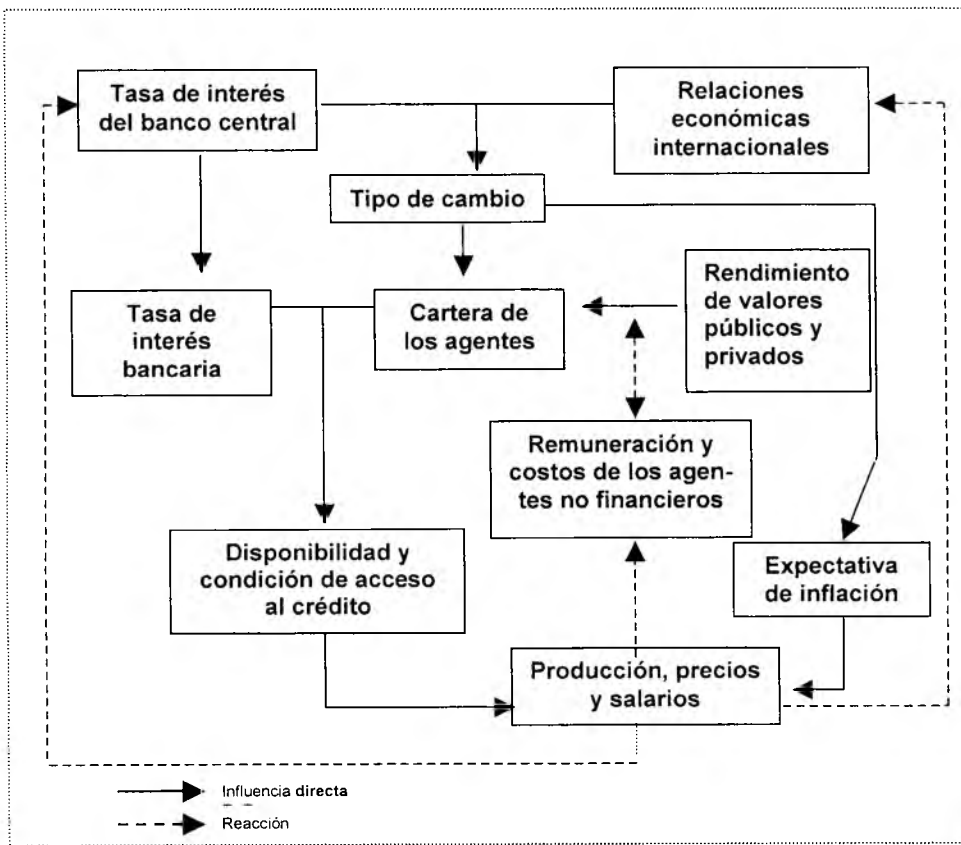 Tasa de interés
del banco central
Relaciones
económicas
internacionales
Tipo de cambio
Tasa de
interés
bancaria
Cartera de
los agentes
Rendimiento
de valores
públicos y
privados
Remuneración y
costos de los agen-
tes no financieros
Disponibilidad y
condición de acceso
al crédito
Expectativa
de inflación
Producción, precios
y salarios
Influencia directa
Reacción